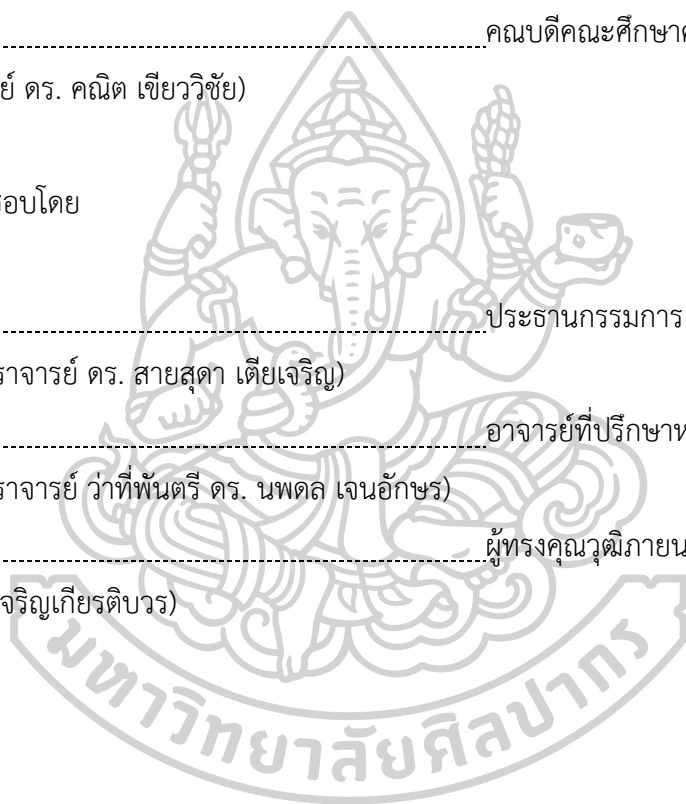 คณบดีคณะศึกษา
ย์ ดร. คณิต เขียววิชัย)
อบโดย
ประธานกรรมการ
ราจารย์ ดร. สายสุดา เตียเจริญ)
อาจารย์ที่ปรึกษา
ราจารย์ ว่าที่พันตรี ดร. นพดล เจนอักษร)
ผู้ทรงคุณวุฒิภายน
จริญเกียรติบวร)
มหาวิทยาลัยศิลปากร